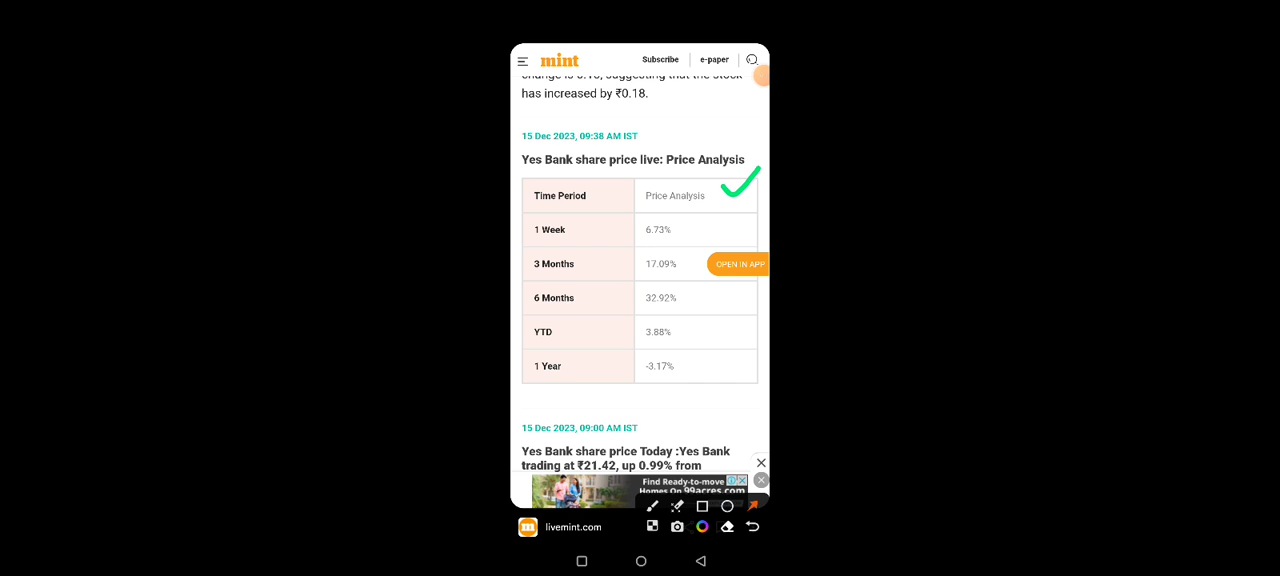 mint
Subscribe
e-paper
has increased by ₹0.18.
15 Dec 2023, 09:38 AM IST
Yes Bank share price live: Price Analysis
Time Period Price Analysis
1 Week 6.73%
3 Months 17.09%
OPEN IN APP
6 Months 32.92%
YTD 3.88%
1 Year -3.17%
15 Dec 2023, 09:00 AM IST
Yes Bank share price Today :Yes Bank
trading at ₹21.42, up 0.99% from
Find Ready-to-move
Homes On 99acres.com
livemint.com